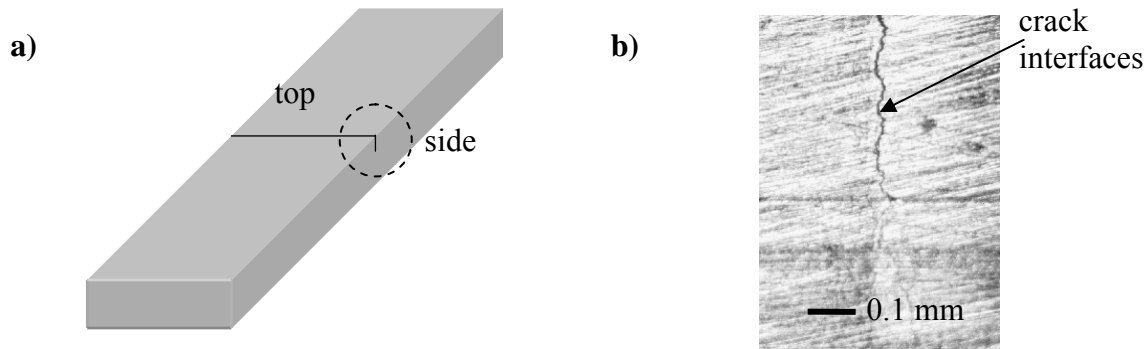 a)
top
side
b)
crack
interfaces
0.1 mm